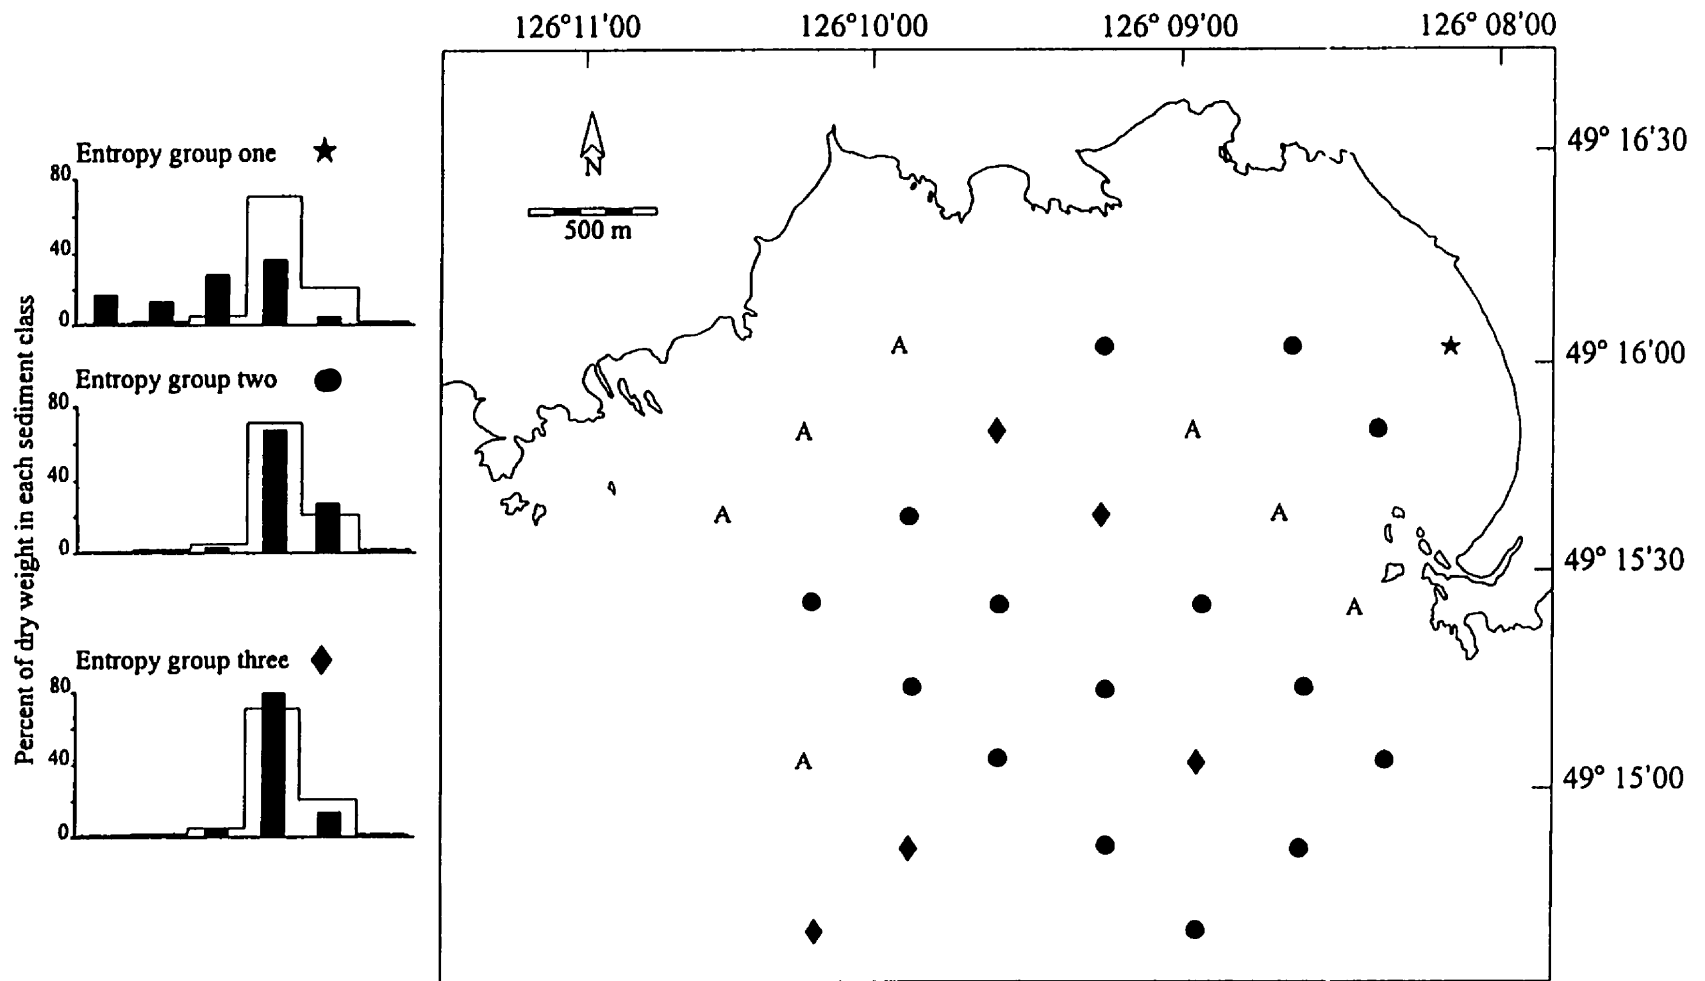 126°11'00 126°10'00 126°09'00 126°08'00
Entropy group one
80
40
0
Entropy group two
80
40
0
Entropy group three
80
40
0
Percent of dry weight in each sediment class
N
500 m
49° 16'30
49° 16'00
49° 15'30
49° 15'00
A
A A
A A
A
A